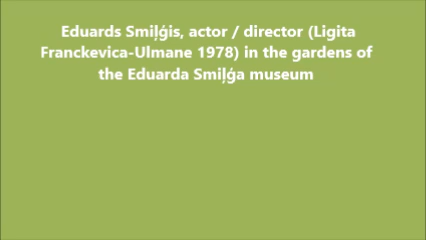 Eduards Smiļģis, actor / director (Ligita
Franckevica-Ulmane 1978) in the gardens of
the Eduarda Smiļģa museum